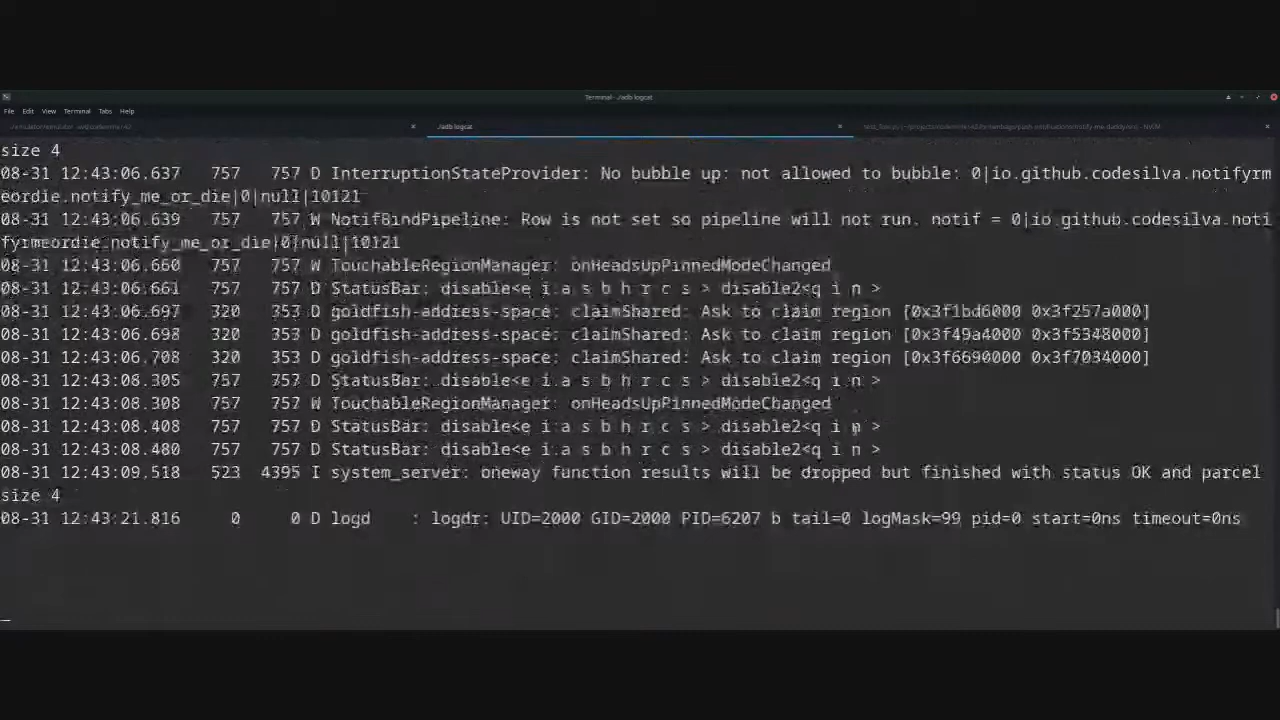 Terminal - ./adb logcat
File Edit View Terminal Tabs Help
./adb logcat
size 4
08-31 12:43:06.637   757   757 D InterruptionStateProvider: No bubble up: not allowed to bubble: 0|io.github.codesilva.notifyrm
eordie.notify_me_or_die|0|null|10121
08-31 12:43:06.639   757   757 W NotifBindPipeline: Row is not set so pipeline will not run. notif = 0|io.github.codesilva.noti
fyrmeordie.notify_me_or_die|0|null|10121
08-31 12:43:06.660   757   757 W TouchableRegionManager: onHeadsUpPinnedModeChanged
08-31 12:43:06.661   757   757 D StatusBar: disable<e i a s b h r c s > disable2<q i n >
08-31 12:43:06.697   320   353 D goldfish-address-space: claimShared: Ask to claim region [0x3f1bd6000 0x3f257a000]
08-31 12:43:06.698   320   353 D goldfish-address-space: claimShared: Ask to claim region [0x3f49a4000 0x3f5348000]
08-31 12:43:06.708   320   353 D goldfish-address-space: claimShared: Ask to claim region [0x3f6690000 0x3f7034000]
08-31 12:43:08.305   757   757 D StatusBar: disable<e i a s b h r c s > disable2<q i n >
08-31 12:43:08.308   757   757 W TouchableRegionManager: onHeadsUpPinnedModeChanged
08-31 12:43:08.408   757   757 D StatusBar: disable<e i a s b h r c s > disable2<q i n >
08-31 12:43:08.480   757   757 D StatusBar: disable<e i a s b h r c s > disable2<q i n >
08-31 12:43:09.518   523  4395 I system_server: oneway function results will be dropped but finished with status OK and parcel
size 4
08-31 12:43:21.816     0     0 D logd    : logdr: UID=2000 GID=2000 PID=6207 b tail=0 logMask=99 pid=0 start=0ns timeout=0ns